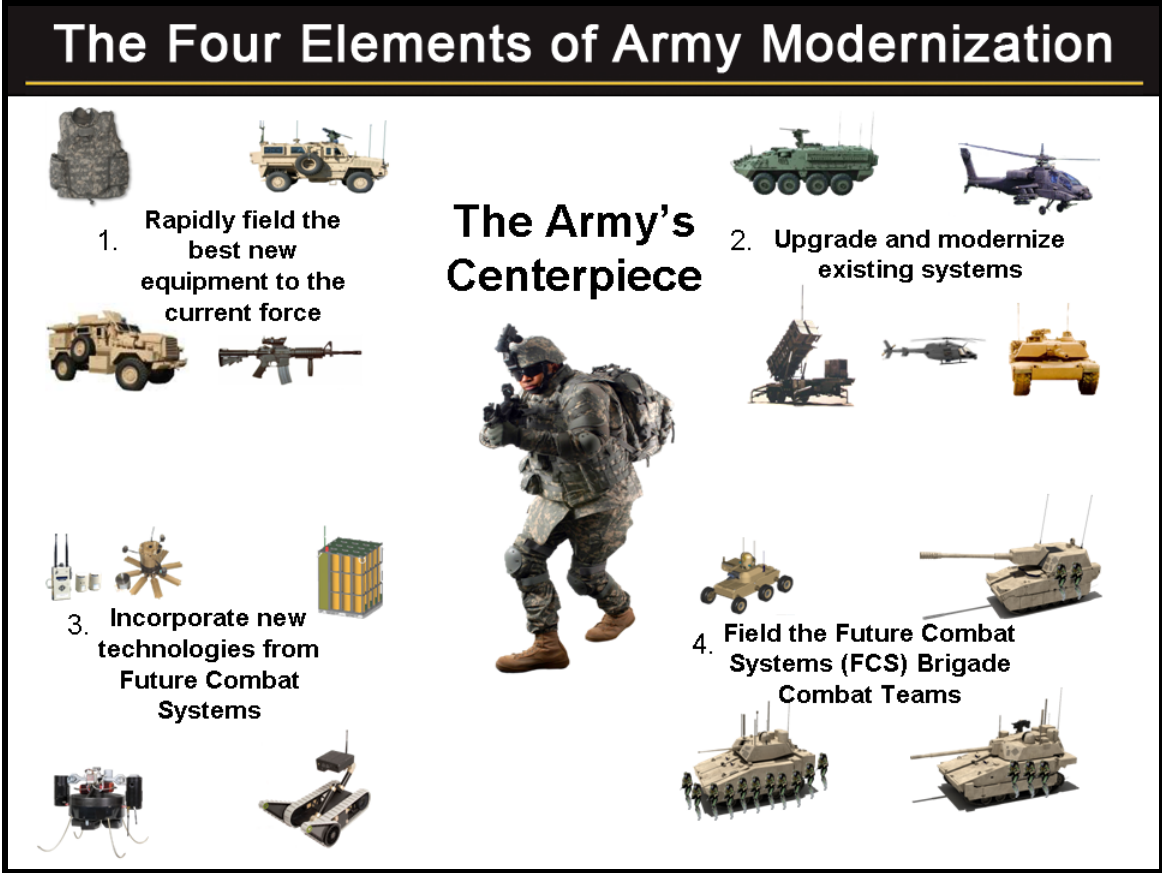 The Four Elements of Army Modernization
The Army’s
Centerpiece
1.
Rapidly field the
best new
equipment to the
current force
2.
Upgrade and modernize
existing systems
3.
Incorporate new
technologies from
Future Combat
Systems
4.
Field the Future Combat
Systems (FCS) Brigade
Combat Teams